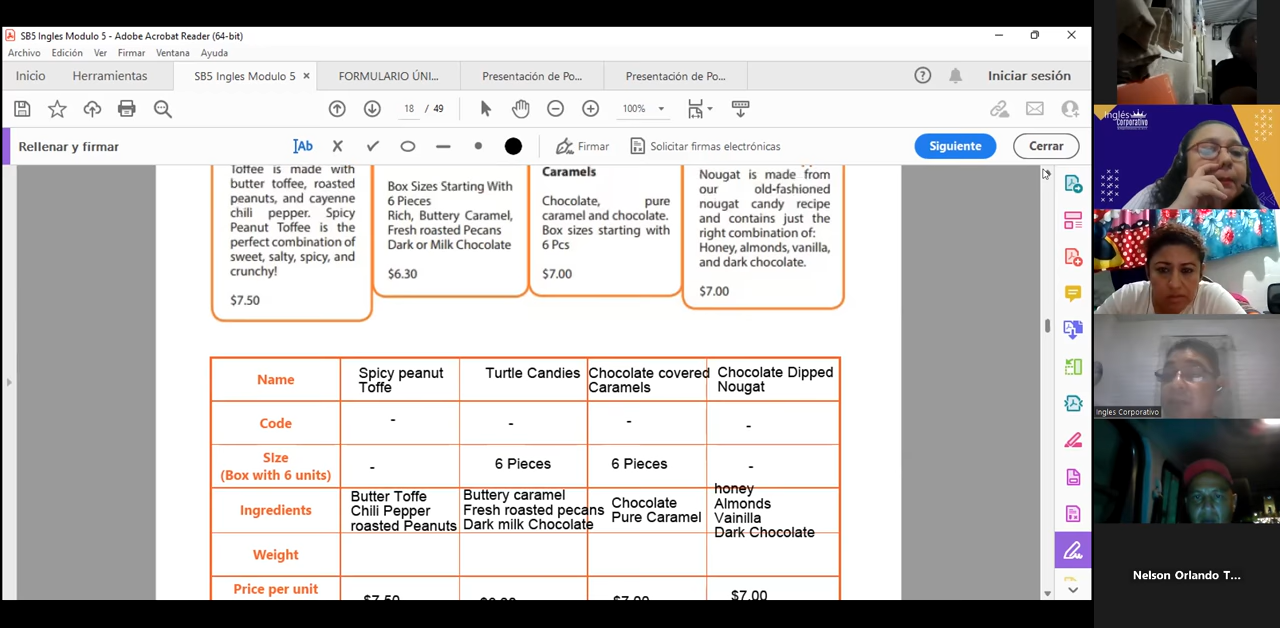 SB5 Ingles Modulo 5 - Adobe Acrobat Reader (64-bit)
Archivo Edición Ver Firmar Ventana Ayuda
Inicio Herramientas SB5 Ingles Modulo 5 × FORMULARIO ÚNI... Presentación de Po... Presentación de Po... Iniciar sesión
18 / 49 100%
Rellenar y firmar Ab Firmar Solicitar firmas electrónicas Siguiente Cerrar
Toffee is made with
butter toffee, roasted
peanuts, and cayenne
chili pepper. Spicy
Peanut Toffee is the
perfect combination of
sweet, salty, spicy, and
crunchy!
$7.50
Box Sizes Starting With
6 Pieces
Rich, Buttery Caramel,
Fresh roasted Pecans
Dark or Milk Chocolate
$6.30
Caramels
Chocolate, pure
caramel and chocolate.
Box sizes starting with
6 Pcs
$7.00
Nougat is made from
our old-fashioned
nougat candy recipe
and contains just the
right combination of:
Honey, almonds, vanilla,
and dark chocolate.
$7.00
Name
Spicy peanut
Toffe
Turtle Candies
Chocolate covered
Caramels
Chocolate Dipped
Nougat
Code
-
-
-
-
Size
(Box with 6 units)
-
6 Pieces
6 Pieces
-
Ingredients
Butter Toffe
Chili Pepper
roasted Peanuts
Buttery caramel
Fresh roasted pecans
Dark milk Chocolate
Chocolate
Pure Caramel
honey
Almonds
Vainilla
Dark Chocolate
Weight
Price per unit
$7.50
$7.00
$7.00
Inglés
Corporativo
Ingles Corporativo
Nelson Orlando T...